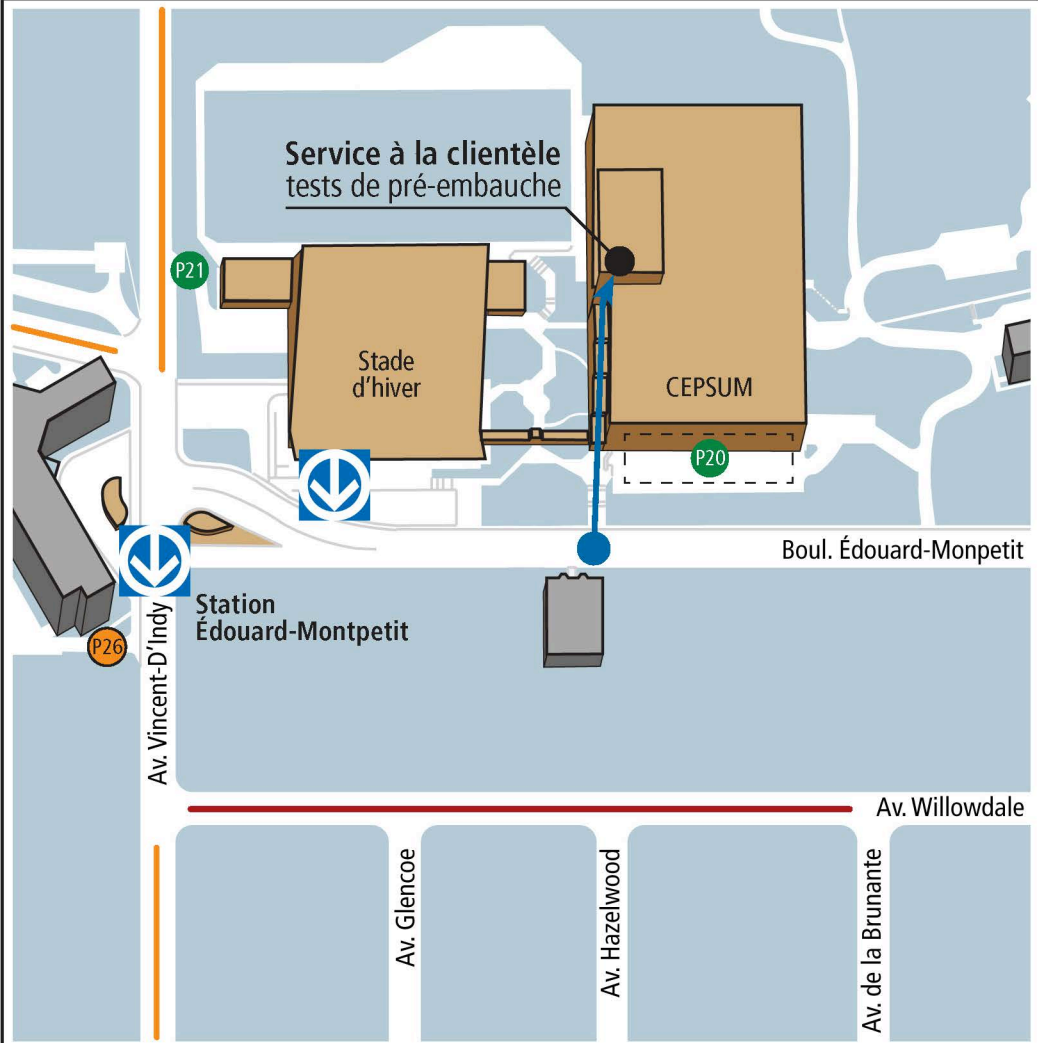 Service à la clientèle
tests de pré-embauche
P21
Stade
d'hiver
CEPSUM
P20
Boul. Édouard-Monpetit
Station
Édouard-Montpetit
P26
Av. Vincent-D'Indy
Av. Willowdale
Av. Glencoe
Av. Hazelwood
Av. de la Brunante